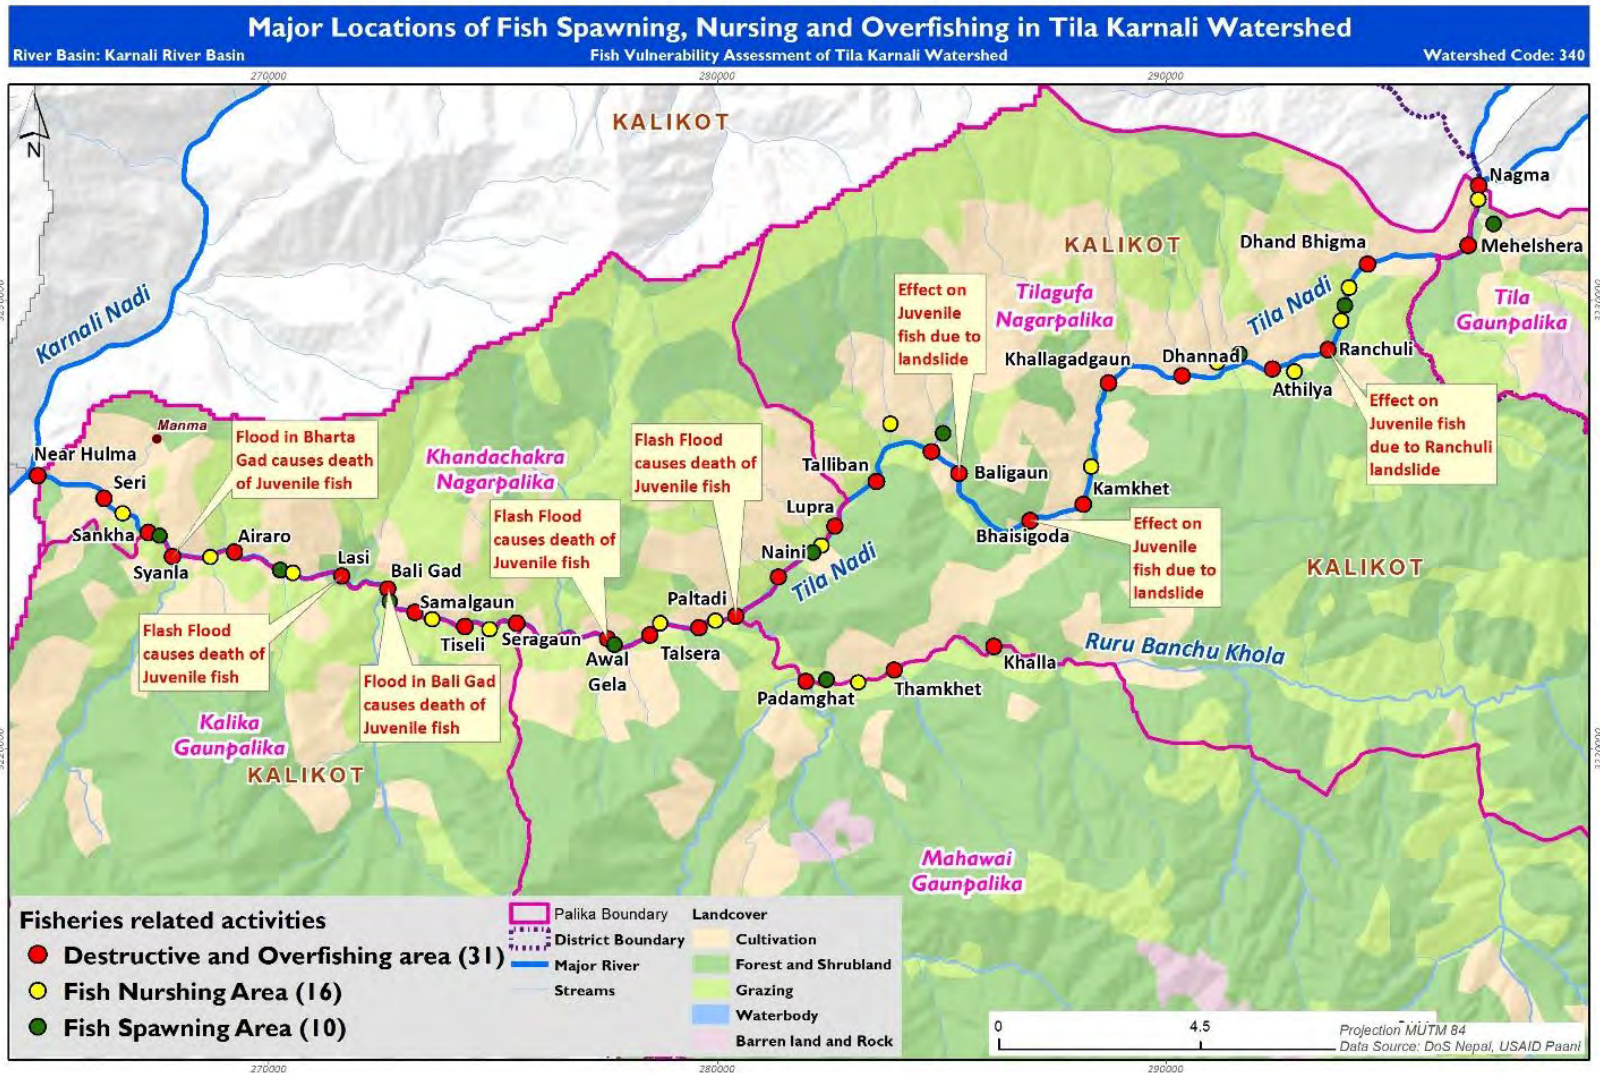 Major Locations of Fish Spawning, Nursing and Overfishing in Tila Karnali Watershed
River Basin: Karnali River Basin
Fish Vulnerability Assessment of Tila Karnali Watershed
Watershed Code: 340
270000
280000
290000
KALIKOT
N
Nagma
Mehelshera
KALIKOT
Dhand Bhigma
Karnali Nadi
Effect on
Juvenile
fish due to
landslide
Tilagufa
Nagarpalika
Tila Nadi
Tila
Gaunpalika
Khallagadgaun
Dhannad
Ranchuli
Athilya
Effect on
Juvenile fish
due to Ranchuli
landslide
Manma
Near Hulma
Flood in Bharta
Gad causes death
of Juvenile fish
Khandachakra
Nagarpalika
Flash Flood
causes death of
Juvenile fish
Talliban
Baligaun
Seri
Kamkhet
Lupra
Flash Flood
causes death of
Juvenile fish
Sankha
Airaro
Bhaisigoda
Effect on
Juvenile
fish due to
landslide
Naini
Tila Nadi
Syanla
Lasi
Bali Gad
KALIKOT
Samalgaun
Paltadi
Flash Flood
causes death of
Juvenile fish
Tiseli
Seragaun
Awal
Gela
Talsera
Khalla
Ruru Banchu Khola
Flood in Bali Gad
causes death of
Juvenile fish
Padamghat
Thamkhet
Kalika
Gaunpalika
KALIKOT
Mahawai
Gaunpalika
Fisheries related activities
Destructive and Overfishing area (31)
Fish Nurshing Area (16)
Fish Spawning Area (10)
Palika Boundary
District Boundary
Major River
Streams
Landcover
Cultivation
Forest and Shrubland
Grazing
Waterbody
Barren land and Rock
0
4.5
Projection MUTM 84
Data Source: DoS Nepal, USAID Paani
270000
280000
290000